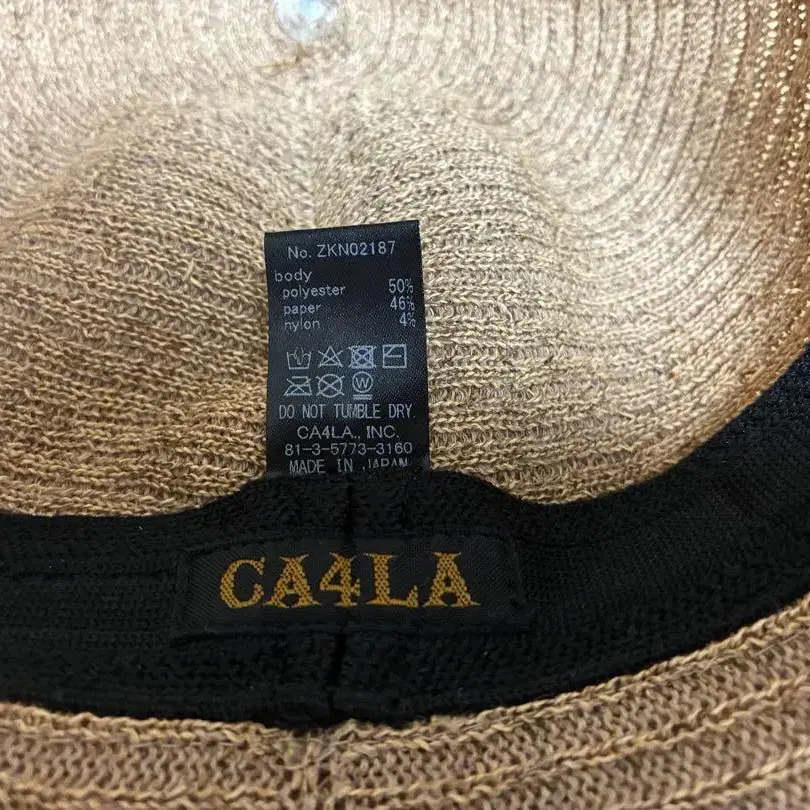 No. ZKN02187
body
polyester 50%
paper 46%
nylon 4%
W
DO NOT TUMBLE DRY.
CA4LA., INC.
81-3-5773-3160
MADE IN JAPAN
CA4LA